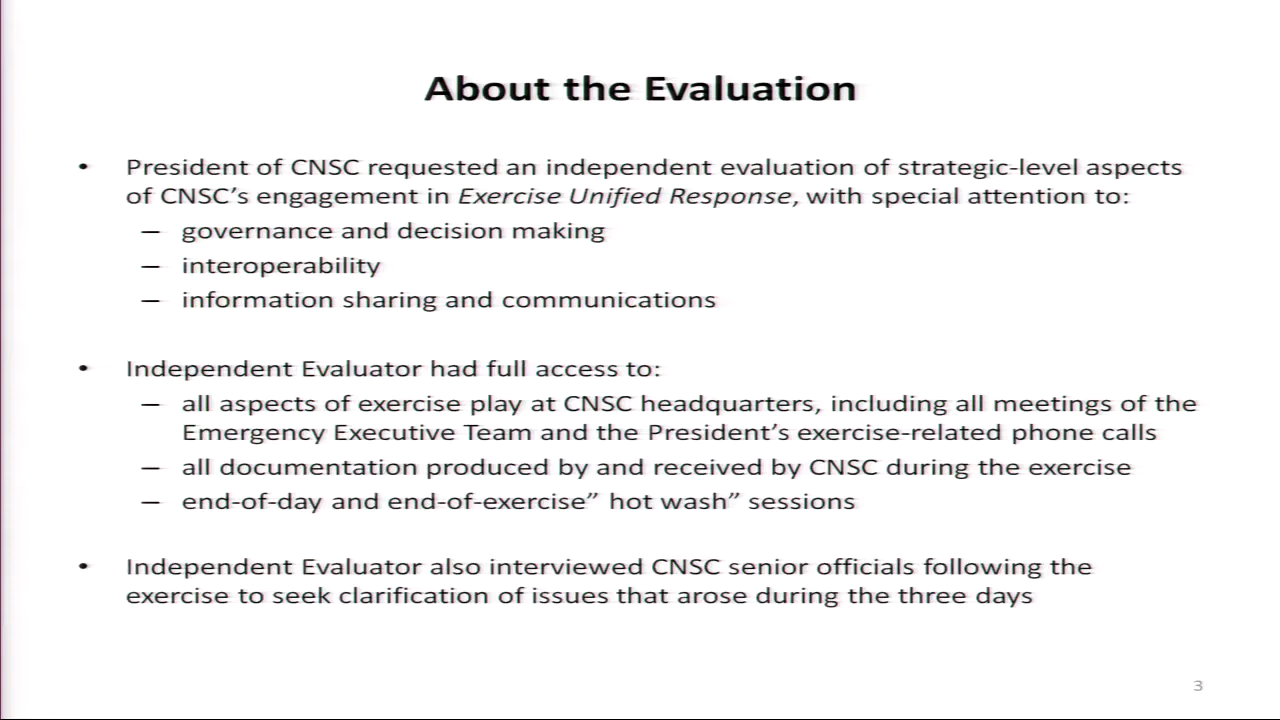 About the Evaluation
• President of CNSC requested an independent evaluation of strategic-level aspects
of CNSC’s engagement in Exercise Unified Response, with special attention to:
– governance and decision making
– interoperability
– information sharing and communications
• Independent Evaluator had full access to:
– all aspects of exercise play at CNSC headquarters, including all meetings of the
Emergency Executive Team and the President’s exercise-related phone calls
– all documentation produced by and received by CNSC during the exercise
– end-of-day and end-of-exercise” hot wash” sessions
• Independent Evaluator also interviewed CNSC senior officials following the
exercise to seek clarification of issues that arose during the three days
3